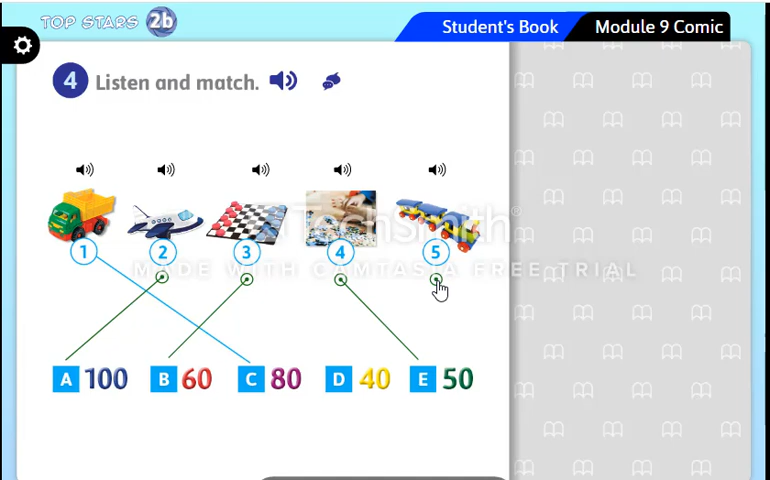 TOP STARS 2b
Student's Book Module 9 Comic
4 Listen and match.
TechSmith®
1 2 3 4 5
MADE WITH CAMTASIA FREE TRIAL
A 100 B 60 C 80 D 40 E 50